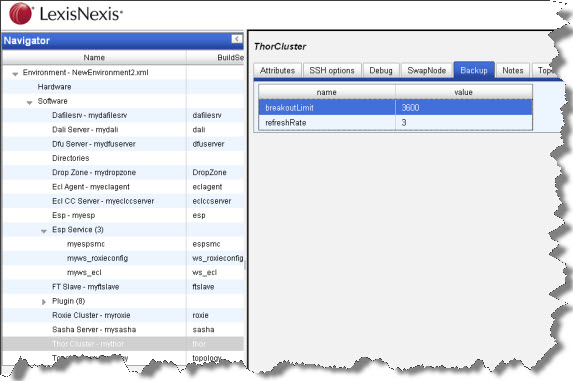 LexisNexis®
Navigator
Name BuildSe
Environment - NewEnvironment2.xml
Hardware
Software
Dafilesrv - mydafilesrv dafilesrv
Dali Server - mydali dali
Dfu Server - mydfuserver dfuserver
Directories
Drop Zone - mydropzone DropZone
Ecl Agent - myeclagent eclagent
Ecl CC Server - myeclccserver eclccserver
Esp - myesp esp
Esp Service (3)
myespsmc espsmc
myws_roxieconfig ws_roxieconfig
myws_ecl ws_ecl
FT Slave - myftslave ftslave
Plugin (8)
Roxie Cluster - myroxie roxie
Sasha Server - mysasha sasha
Thor Cluster - mythor thor
topology
ThorCluster
Attributes SSH options Debug SwapNode Backup Notes Topo
name value
breakoutLimit 3600
refreshRate 3